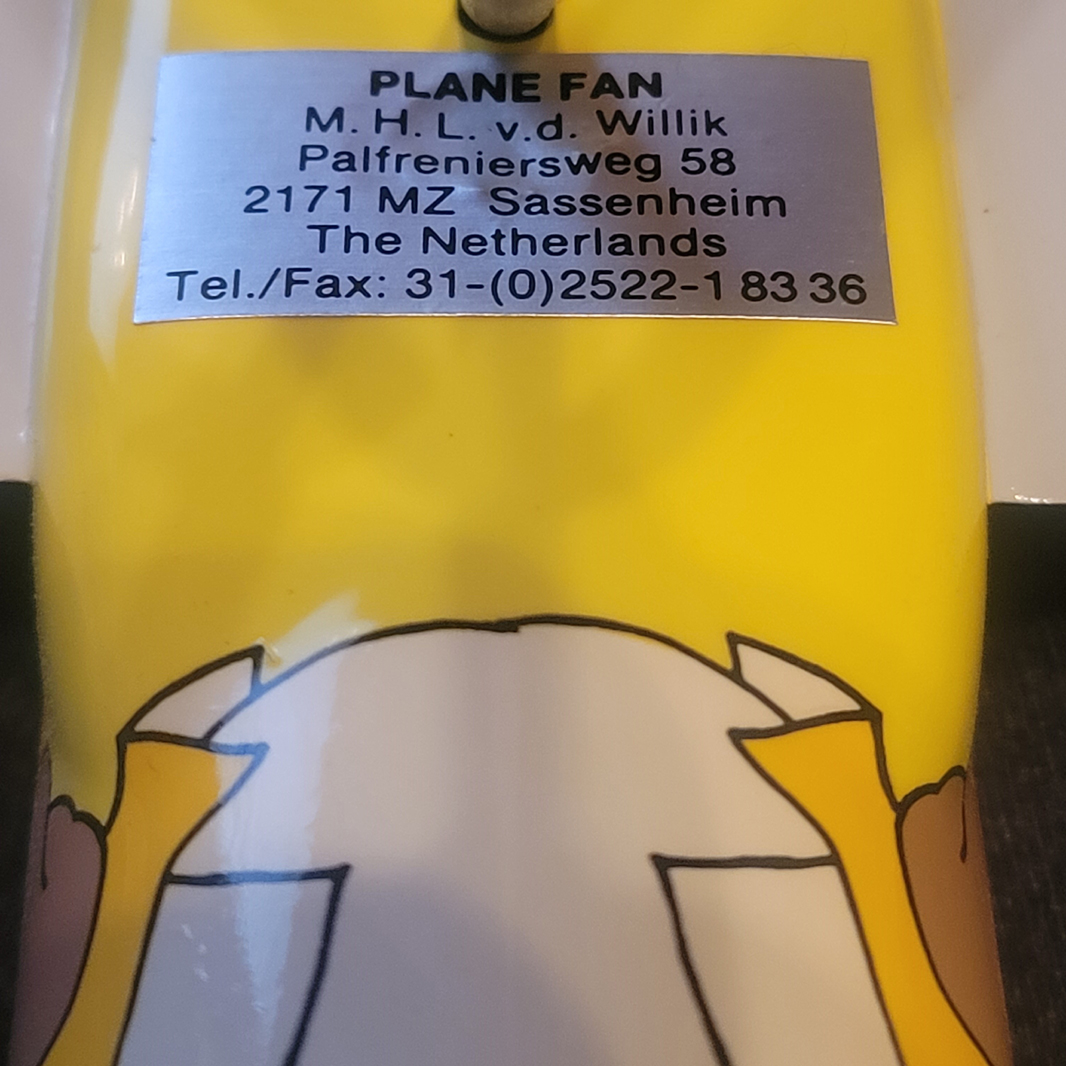 PLANE FAN
M. H. L. v.d. Willik
Palfreniersweg 58
2171 MZ Sassenheim
The Netherlands
Tel./Fax: 31-(0)2522-1 83 36